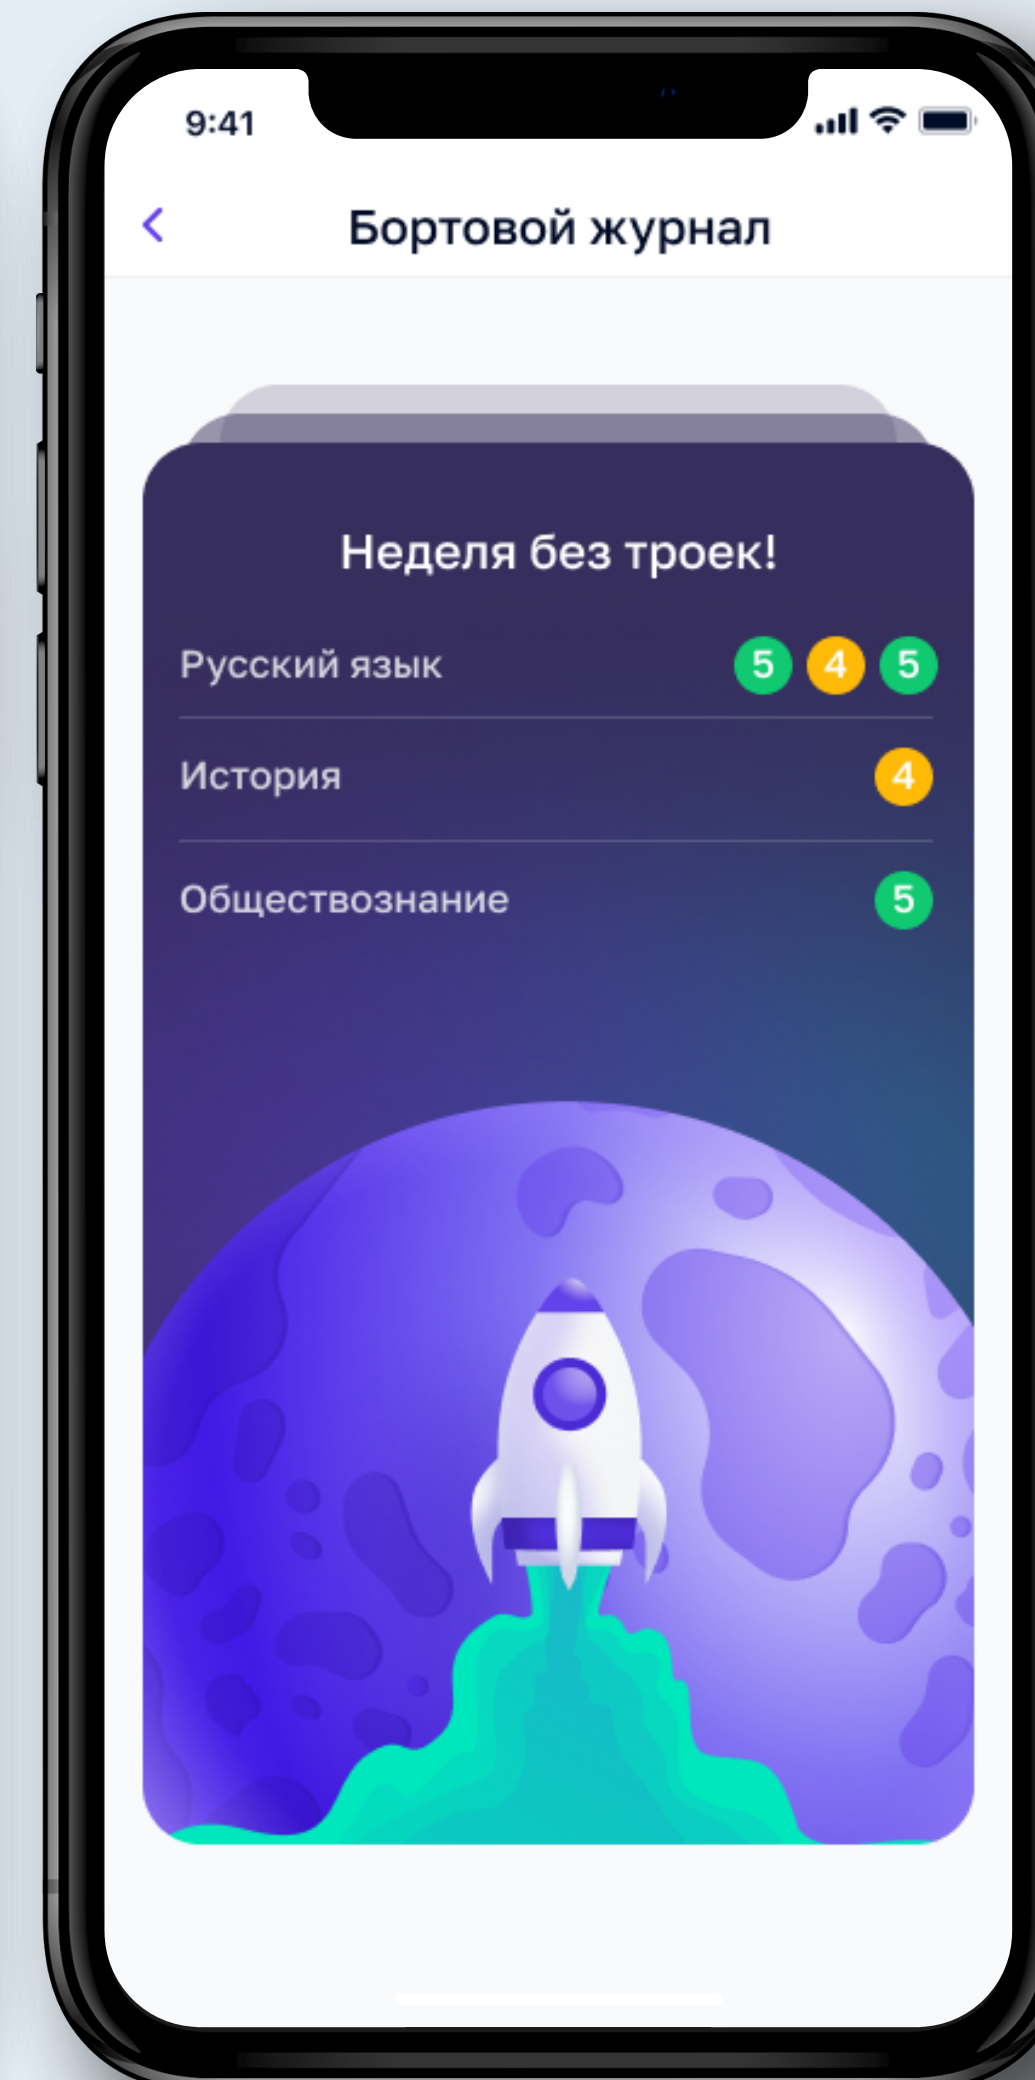 9:41
Бортовой журнал
Неделя без троек!
Русский язык 5 4 5
История 4
Обществознание 5